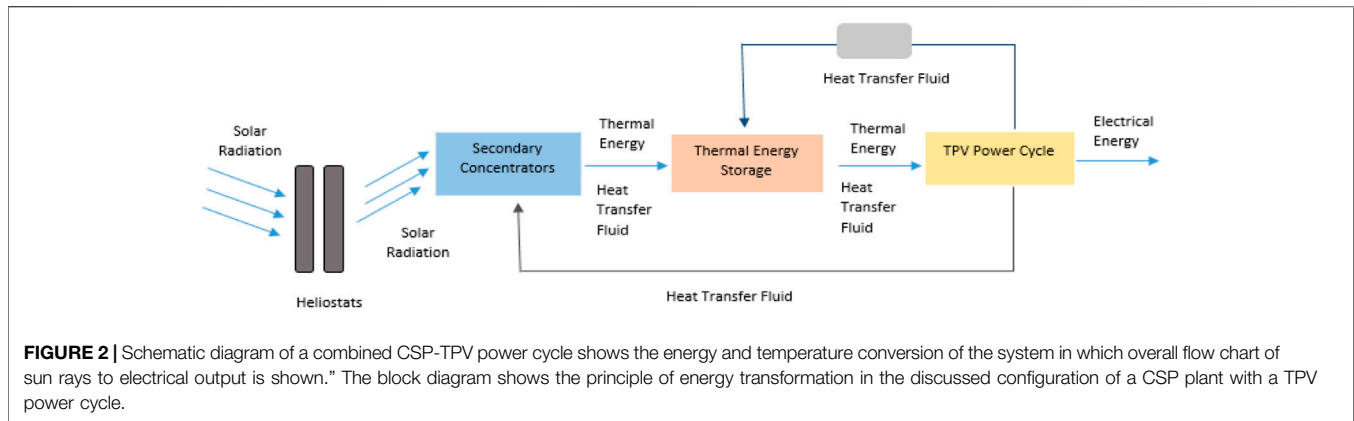 Heat Transfer Fluid
Solar
Radiation
Secondary
Concentrators
Thermal
Energy
Heat
Transfer
Fluid
Thermal Energy
Storage
Thermal
Energy
Heat
Transfer
Fluid
TPV Power Cycle
Electrical
Energy
Solar
Radiation
Heliostats
Heat Transfer Fluid
FIGURE 2 | Schematic diagram of a combined CSP-TPV power cycle shows the energy and temperature conversion of the system in which overall flow chart of
sun rays to electrical output is shown.” The block diagram shows the principle of energy transformation in the discussed configuration of a CSP plant with a TPV
power cycle.